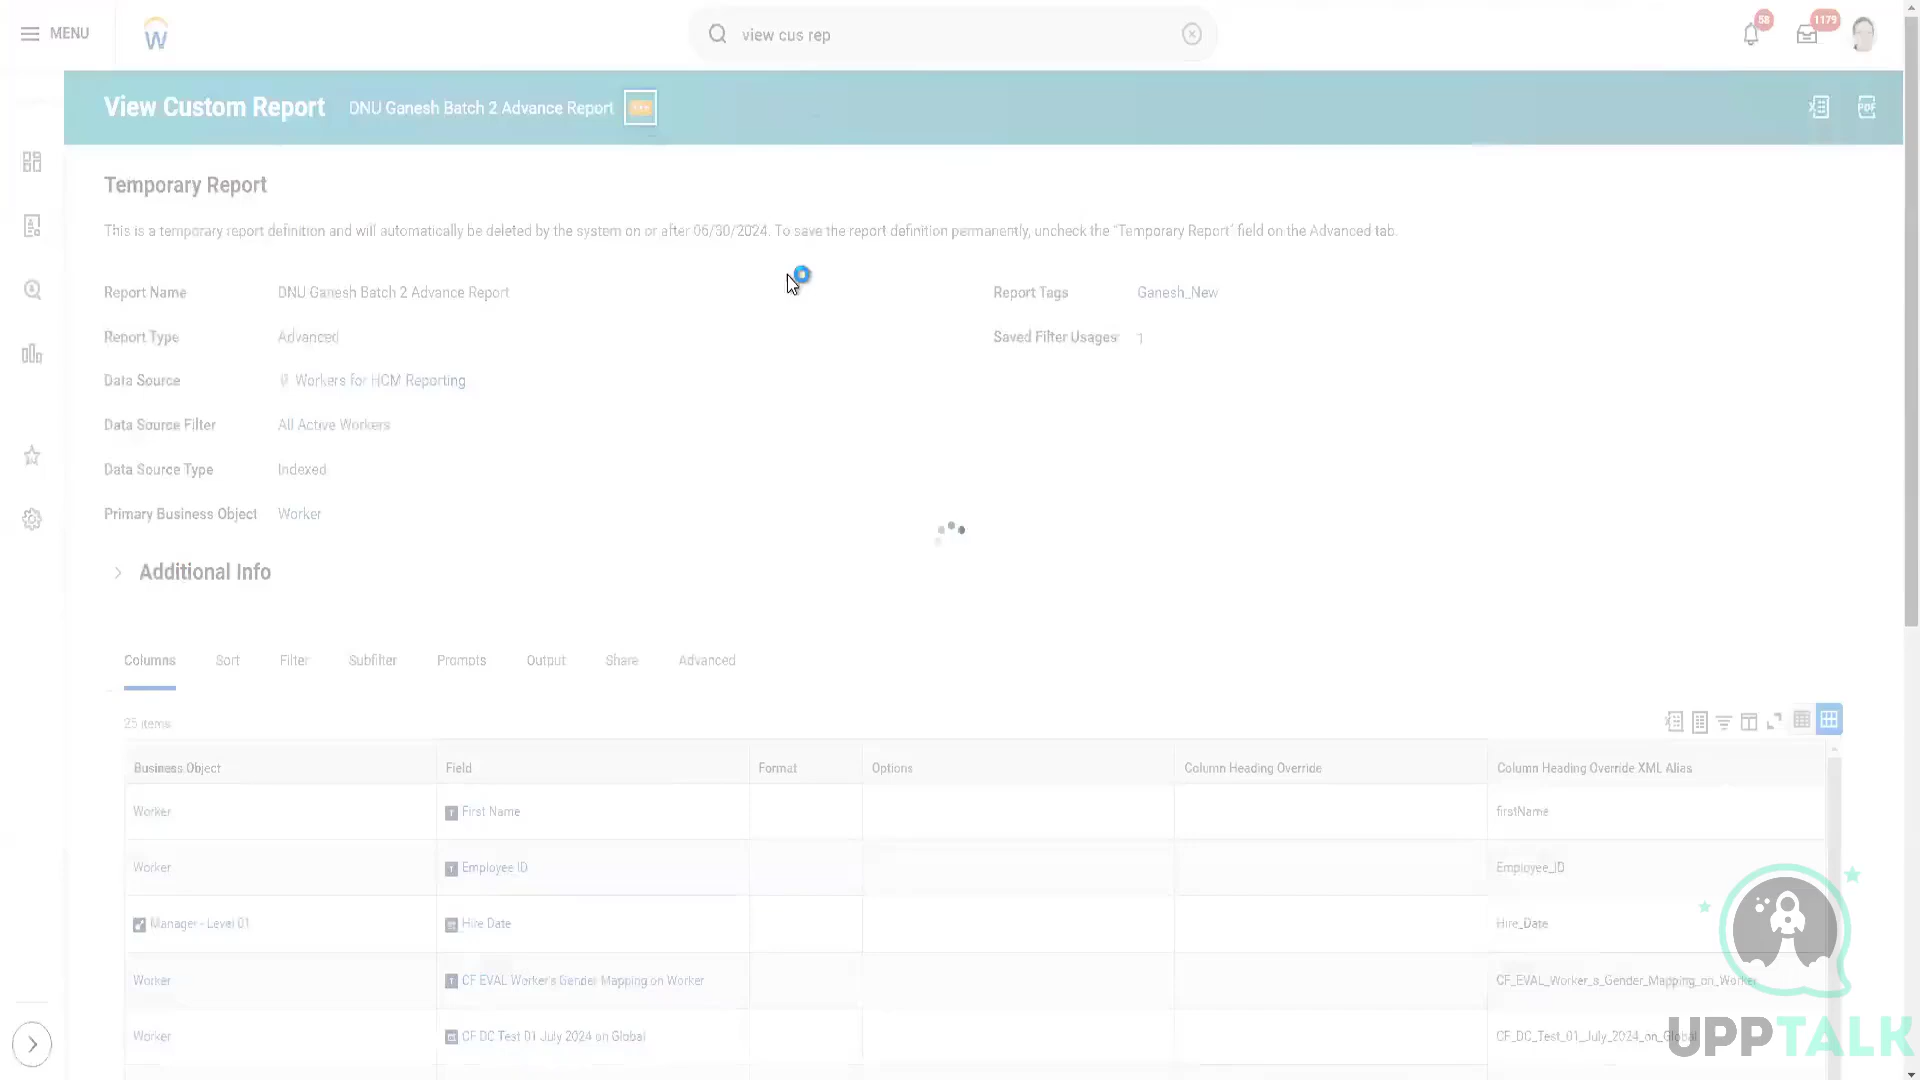 MENU
view cus rep
58
1179
View Custom Report
DNU Ganesh Batch 2 Advance Report
PDF
Temporary Report
This is a temporary report definition and will automatically be deleted by the system on or after 06/30/2024. To save the report definition permanently, uncheck the "Temporary Report" field on the Advanced tab.
Report Name DNU Ganesh Batch 2 Advance Report
Report Tags Ganesh_New
Report Type Advanced
Saved Filter Usages 1
Data Source Workers for HCM Reporting
Data Source Filter All Active Workers
Data Source Type Indexed
Primary Business Object Worker
Additional Info
Columns Sort Filter Subfilter Prompts Output Share Advanced
25 items
Business Object Field Format Options Column Heading Override Column Heading Override XML Alias
Worker First Name firstName
Worker Employee ID Employee_ID
Manager - Level 01 Hire Date Hire_Date
Worker CF EVAL Worker's Gender Mapping on Worker CF_EVAL_Worker_s_Gender_Mapping_on_Worker
Worker CF DC Test 01 July 2024 on Global CF_DC_Test_01_July_2024_on_Global
UPPTALK